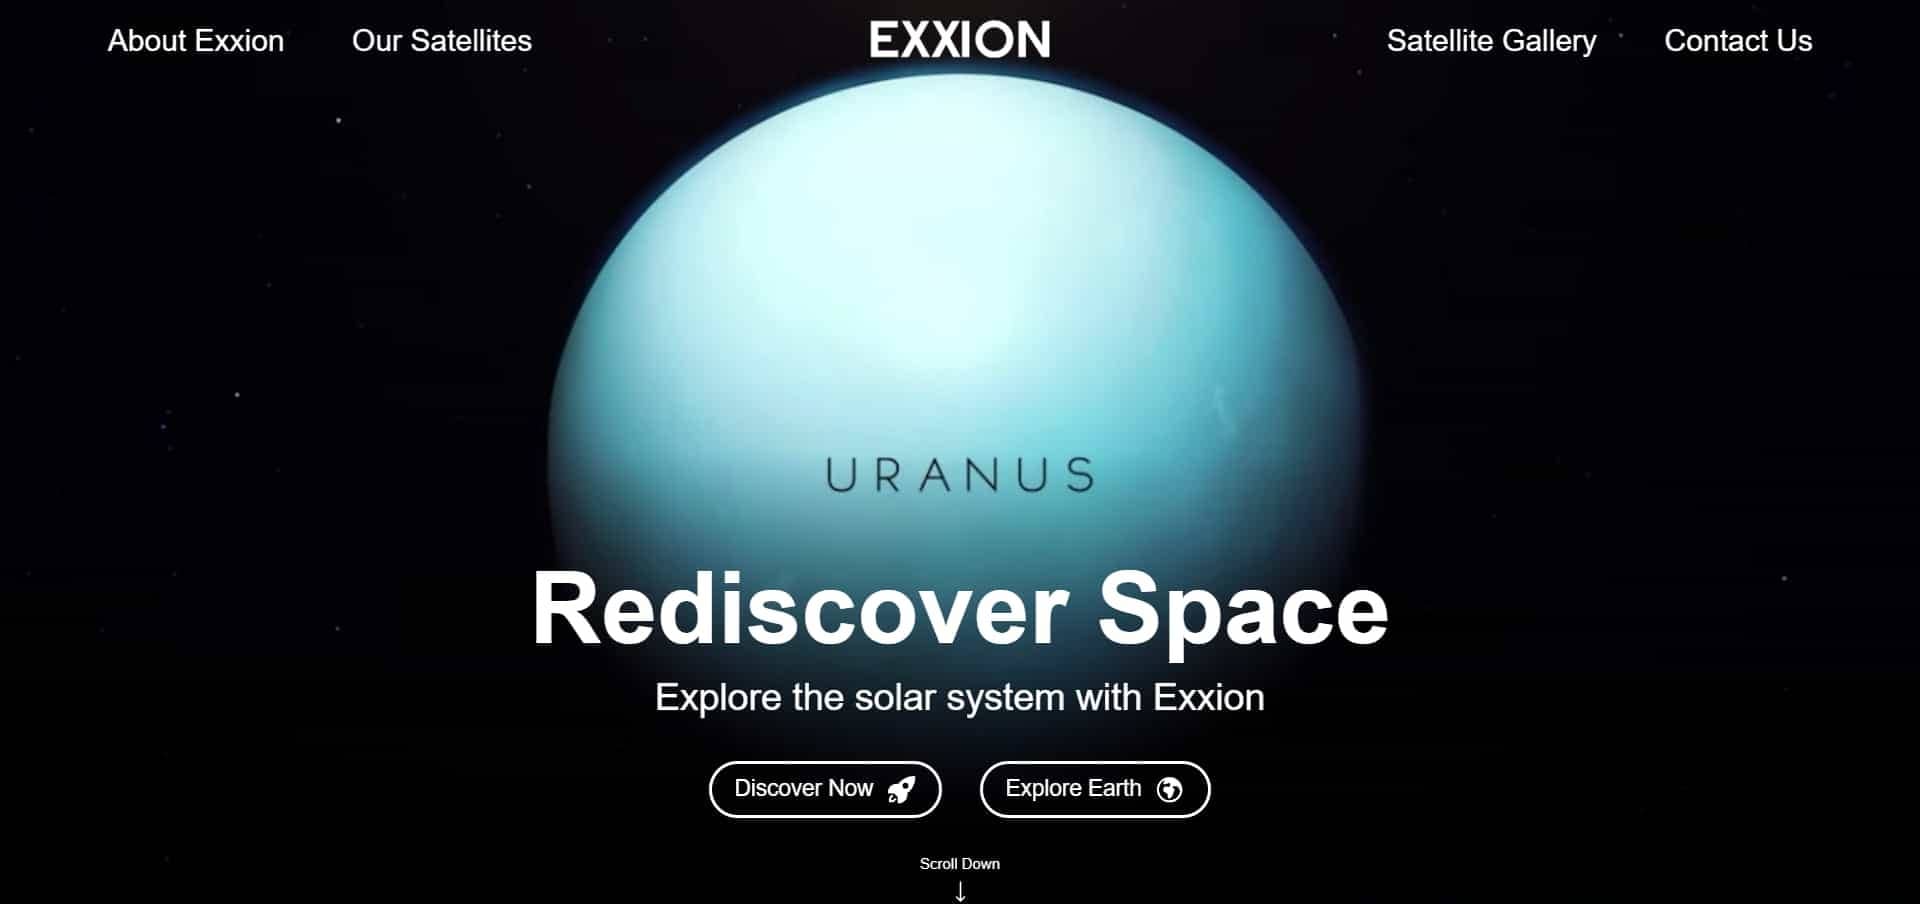 About Exxion
Our Satellites
EXXION
Satellite Gallery
Contact Us
URANUS
Rediscover Space
Explore the solar system with Exxion
Discover Now
Explore Earth
Scroll Down